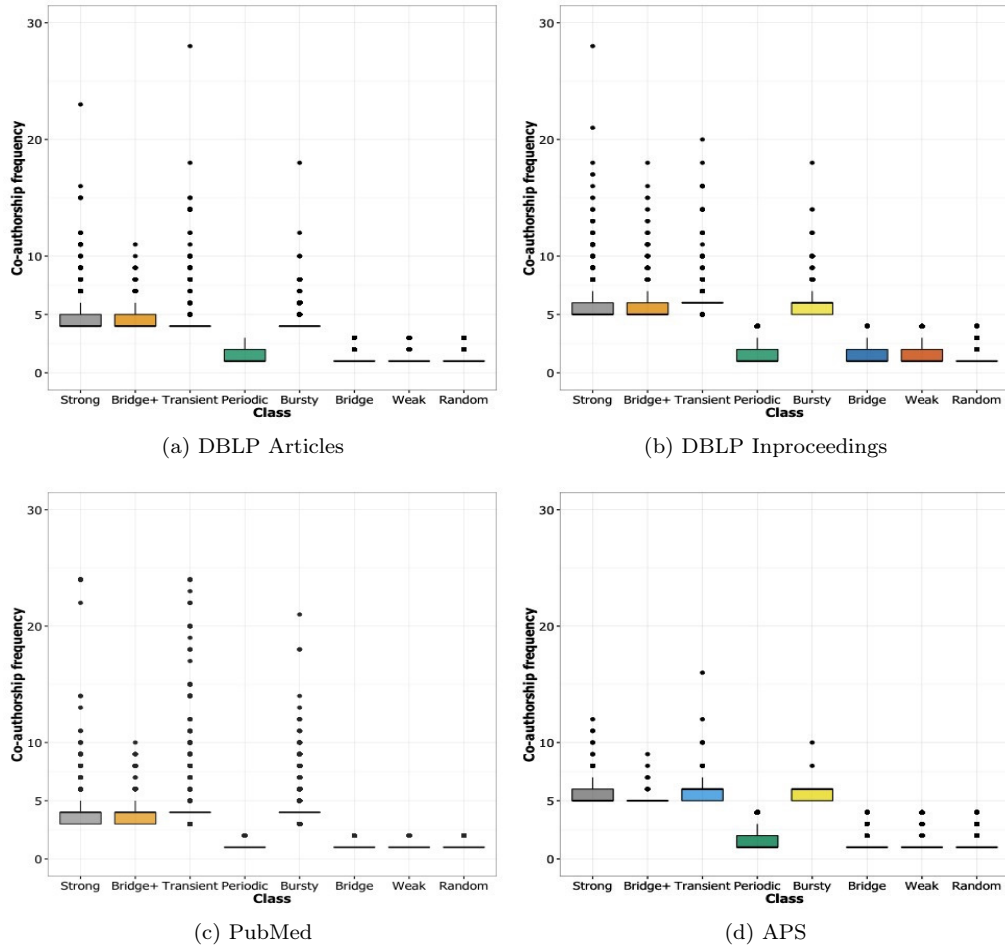 30
20
10
5
0
Co-authorship frequency
Strong Bridge+ Transient Periodic Bursty Bridge Weak Random
Class
(a) DBLP Articles
30
20
10
5
0
Co-authorship frequency
Strong Bridge+ Transient Periodic Bursty Bridge Weak Random
Class
(b) DBLP Inproceedings
30
20
10
5
0
Co-authorship frequency
Strong Bridge+ Transient Periodic Bursty Bridge Weak Random
Class
(c) PubMed
30
20
10
5
0
Co-authorship frequency
Strong Bridge+ Transient Periodic Bursty Bridge Weak Random
Class
(d) APS